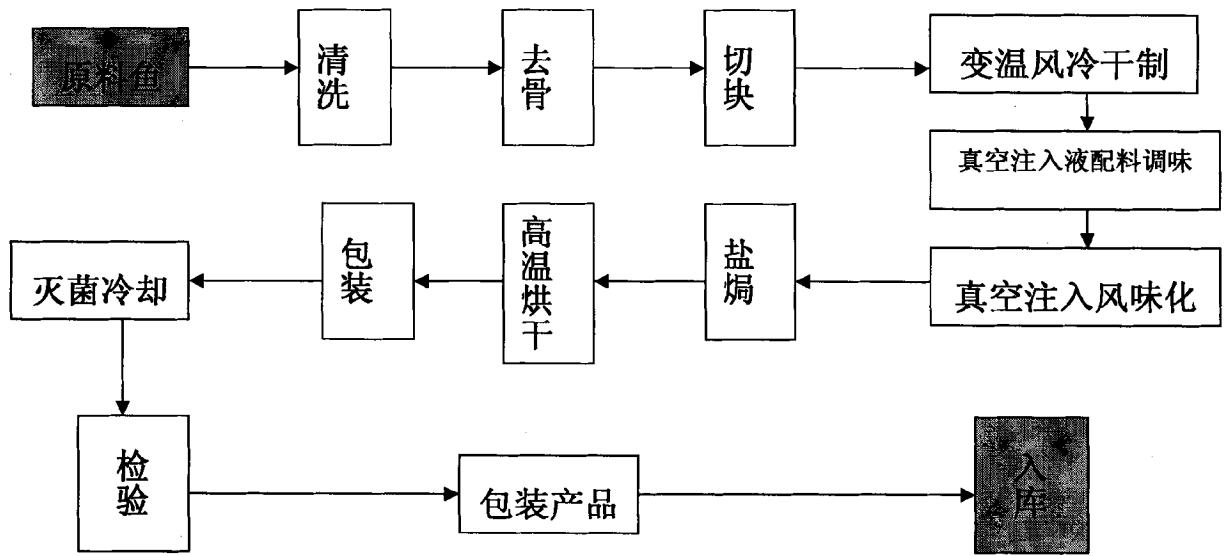 原料鱼
清洗
去骨
切块
变温风冷干制
真空注入液配料调味
真空注入风味化
盐焗
高温烘干
包装
灭菌冷却
检验
包装产品
入库